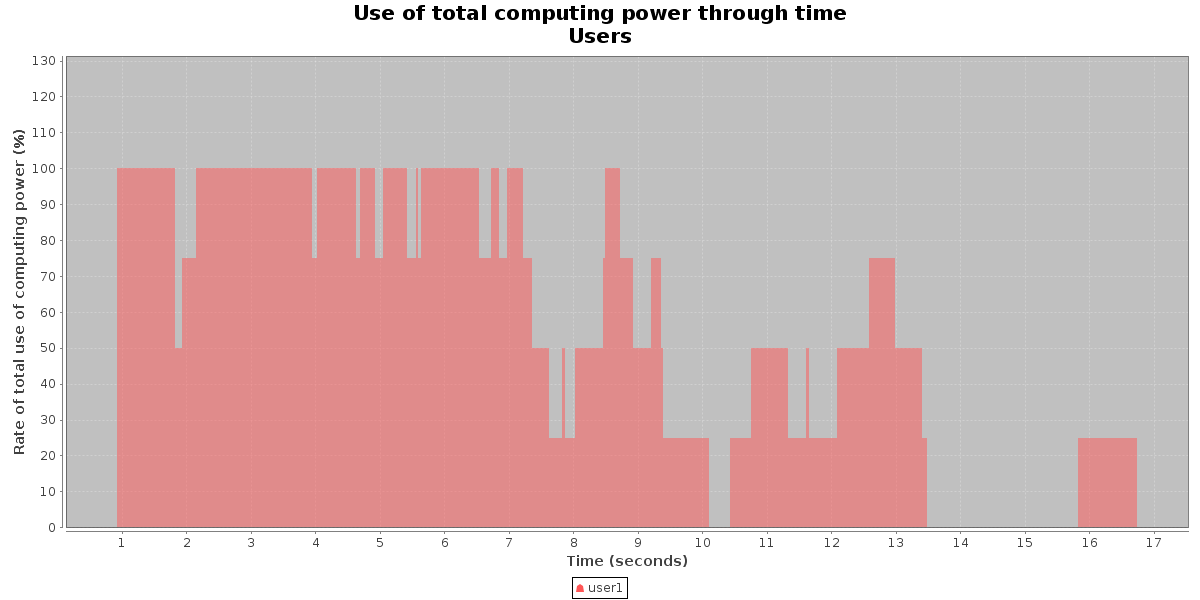 Use of total computing power through time
Users
Rate of total use of computing power (%)
130
120
110
100
90
80
70
60
50
40
30
20
10
0
1 2 3 4 5 6 7 8 9 10 11 12 13 14 15 16 17
Time (seconds)
user1